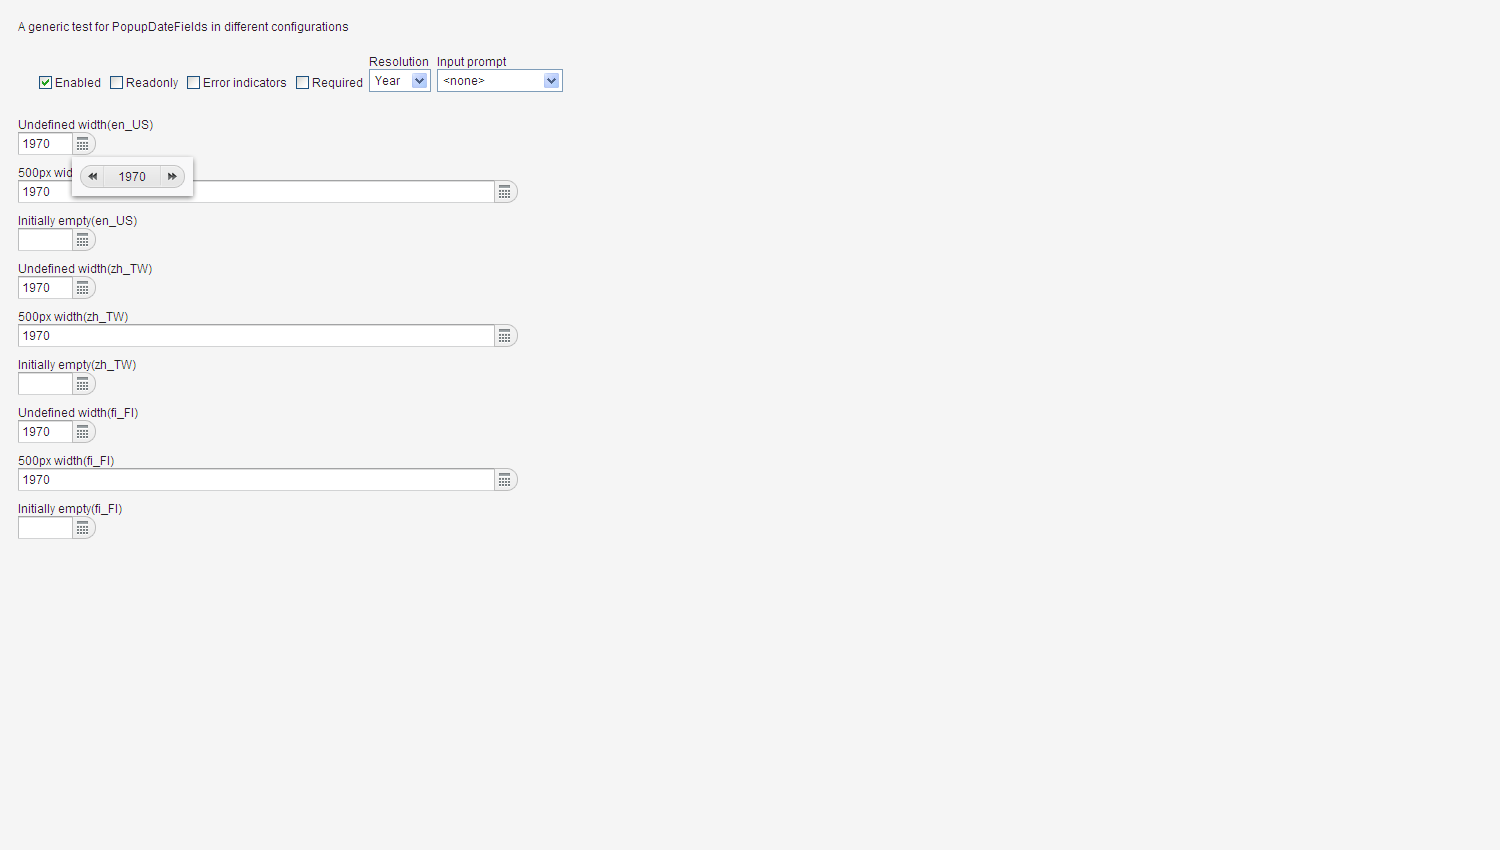 A generic test for PopupDateFields in different configurations
Resolution Input prompt
Enabled Readonly Error indicators Required Year <none>
Undefined width(en_US)
1970
500px wid
1970
1970
Initially empty(en_US)
Undefined width(zh_TW)
1970
500px width(zh_TW)
1970
Initially empty(zh_TW)
Undefined width(fi_FI)
1970
500px width(fi_FI)
1970
Initially empty(fi_FI)